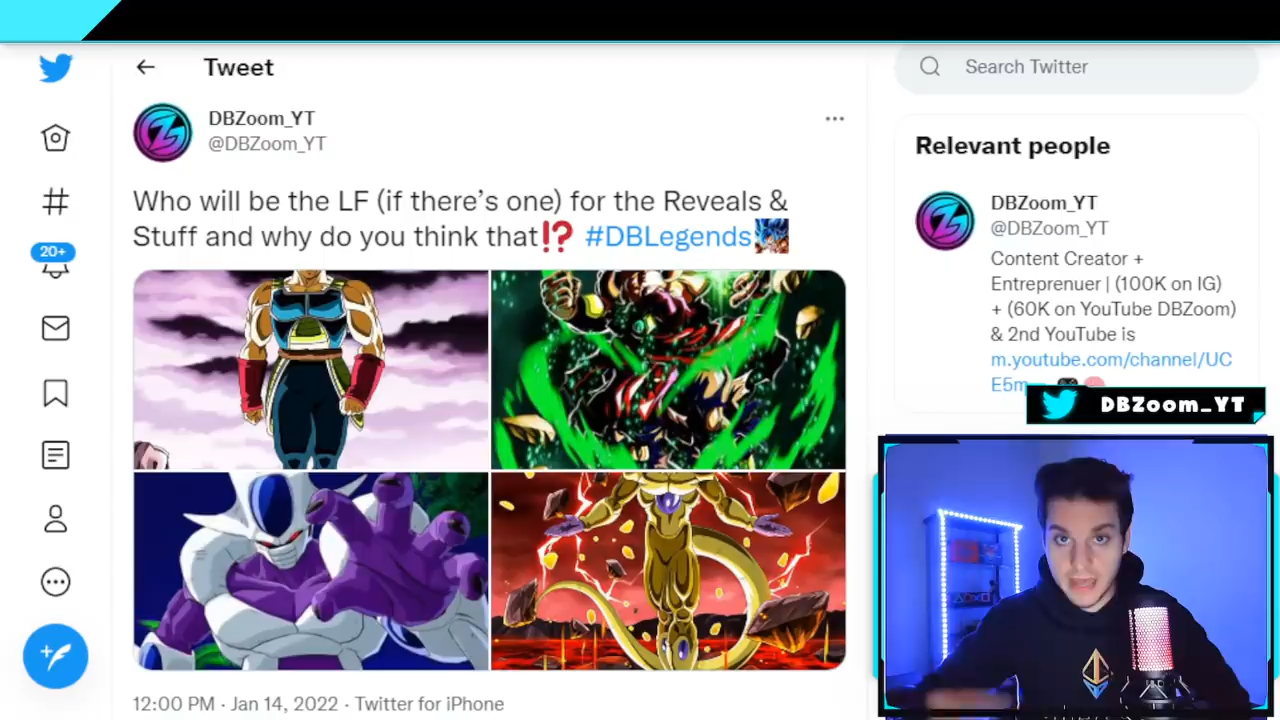 Tweet
DBZoom_YT
@DBZoom_YT
Who will be the LF (if there's one) for the Reveals &
Stuff and why do you think that⁉️ #DBLegends
12:00 PM · Jan 14, 2022 · Twitter for iPhone
20+
Search Twitter
Relevant people
DBZoom_YT
@DBZoom_YT
Content Creator +
Entreprenuer | (100K on IG)
+ (60K on YouTube DBZoom)
& 2nd YouTube is
m.youtube.com/channel/UC
E5m
DBZoom_YT